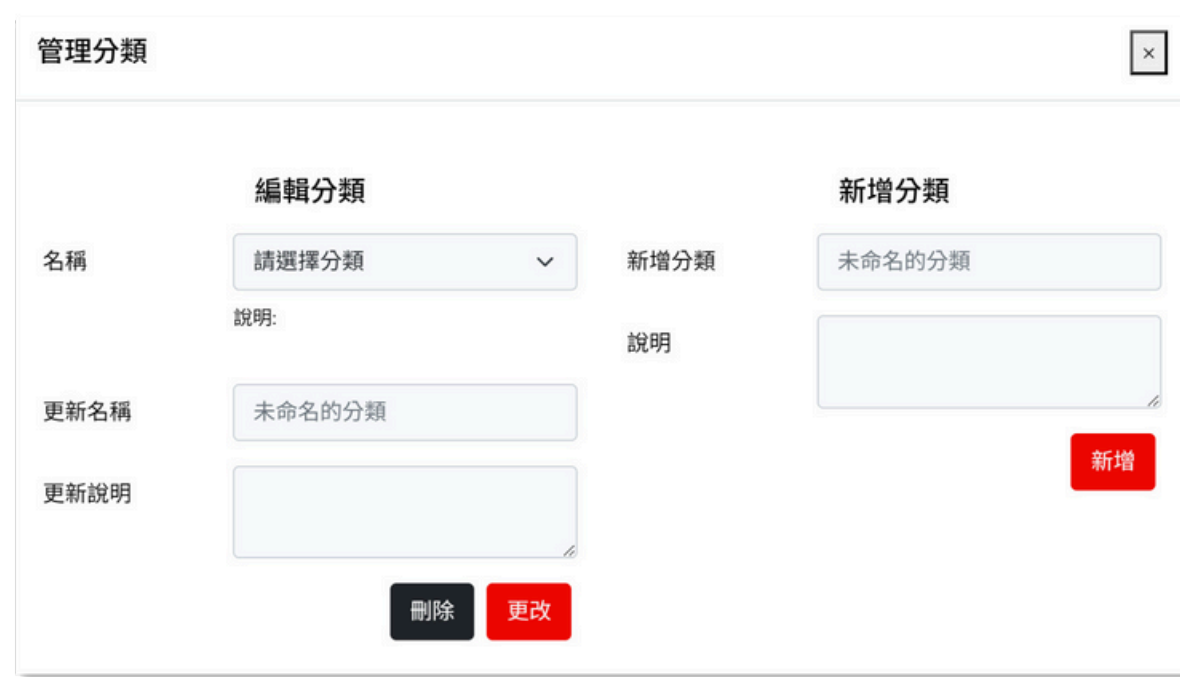 管理分類
×
編輯分類
名稱
請選擇分類
說明:
更新名稱
未命名的分類
更新說明
刪除
更改
新增分類
新增分類
未命名的分類
說明
新增